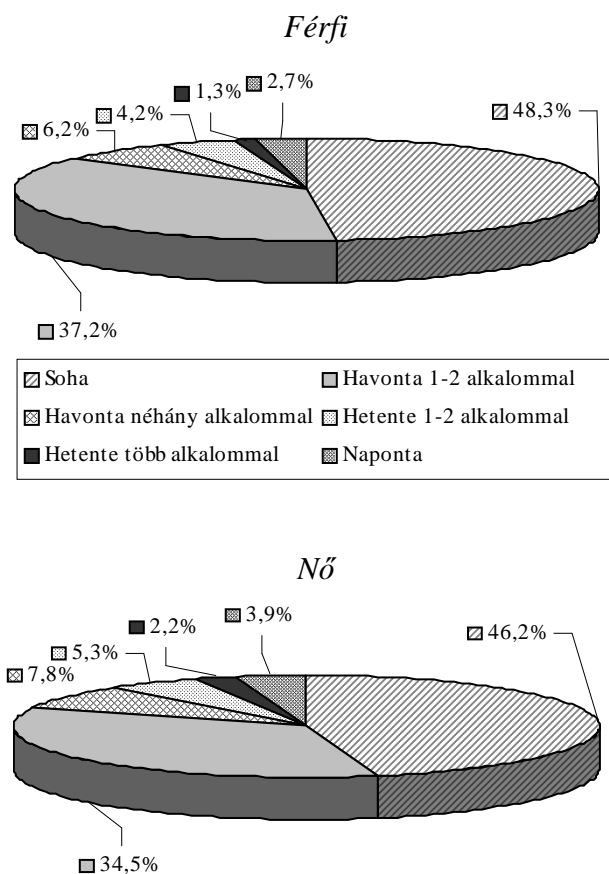 Férfi
1,3%
2,7%
4,2%
48,3%
6,2%
37,2%
Soha
Havonta 1-2 alkalommal
Havonta néhány alkalommal
Hetente 1-2 alkalommal
Hetente több alkalommal
Naponta
Nő
2,2%
3,9%
46,2%
5,3%
7,8%
34,5%